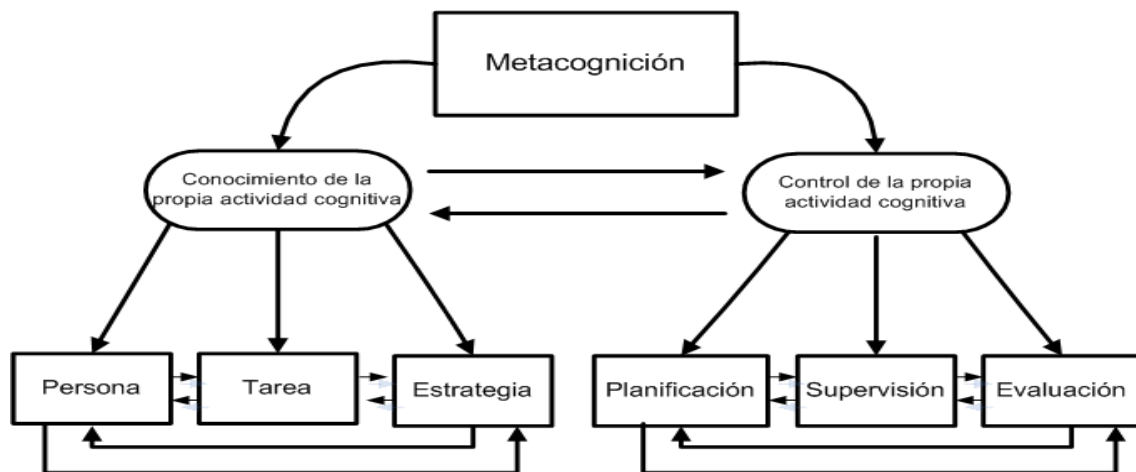 Metacognición
Conocimiento de la
propia actividad cognitiva
Control de la propia
actividad cognitiva
Persona
Tarea
Estrategia
Planificación
Supervisión
Evaluación